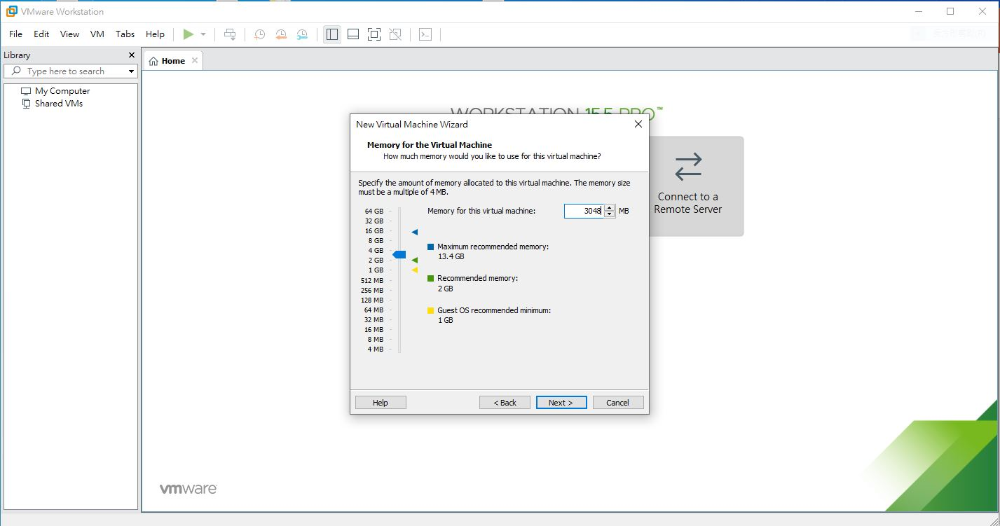 VMware Workstation
File Edit View VM Tabs Help
Library
Type here to search
My Computer
Shared VMs
Home
WORKSTATION 15.5 PRO™
Connect to a
Remote Server
New Virtual Machine Wizard
Memory for the Virtual Machine
How much memory would you like to use for this virtual machine?
Specify the amount of memory allocated to this virtual machine. The memory size
must be a multiple of 4 MB.
64 GB
32 GB
16 GB
8 GB
4 GB
2 GB
1 GB
512 MB
256 MB
128 MB
64 MB
32 MB
16 MB
8 MB
4 MB
Memory for this virtual machine: 3048 MB
Maximum recommended memory:
13.4 GB
Recommended memory:
2 GB
Guest OS recommended minimum:
1 GB
Help < Back Next > Cancel
vmware